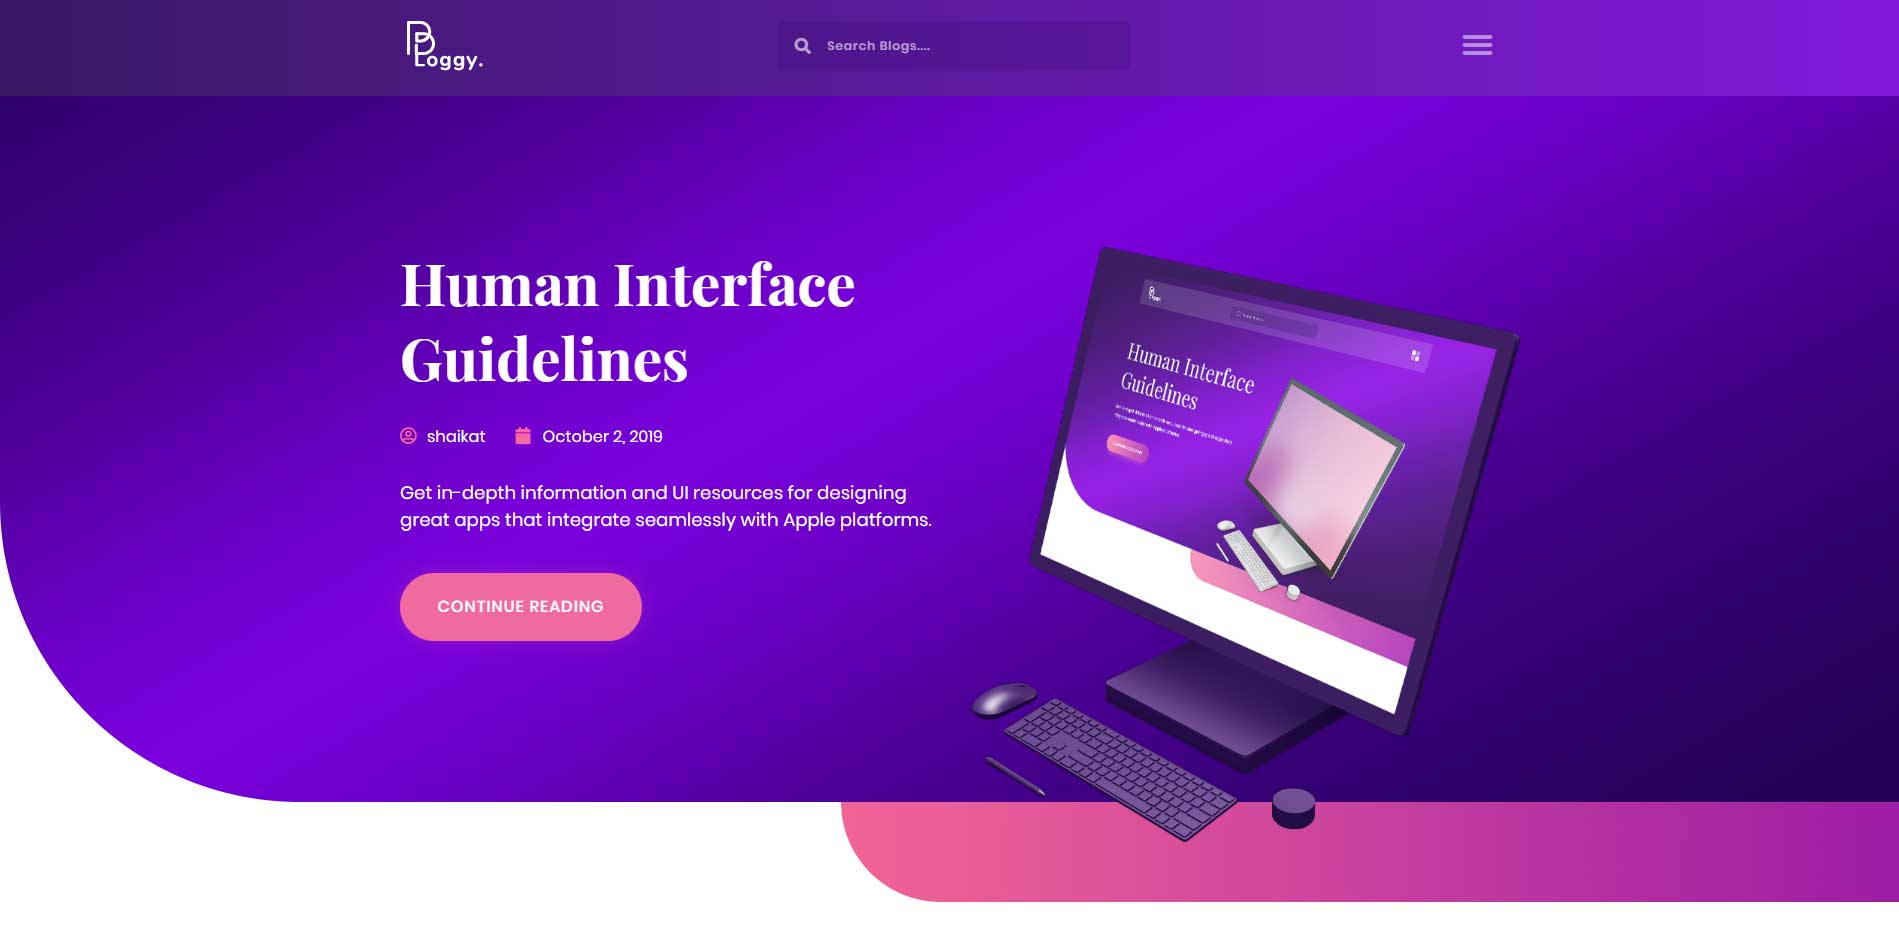 Bloggy.
Search Blogs....
Human Interface
Guidelines
shaikat
October 2, 2019
Get in-depth information and UI resources for designing
great apps that integrate seamlessly with Apple platforms.
CONTINUE READING
Human Interface
Guidelines